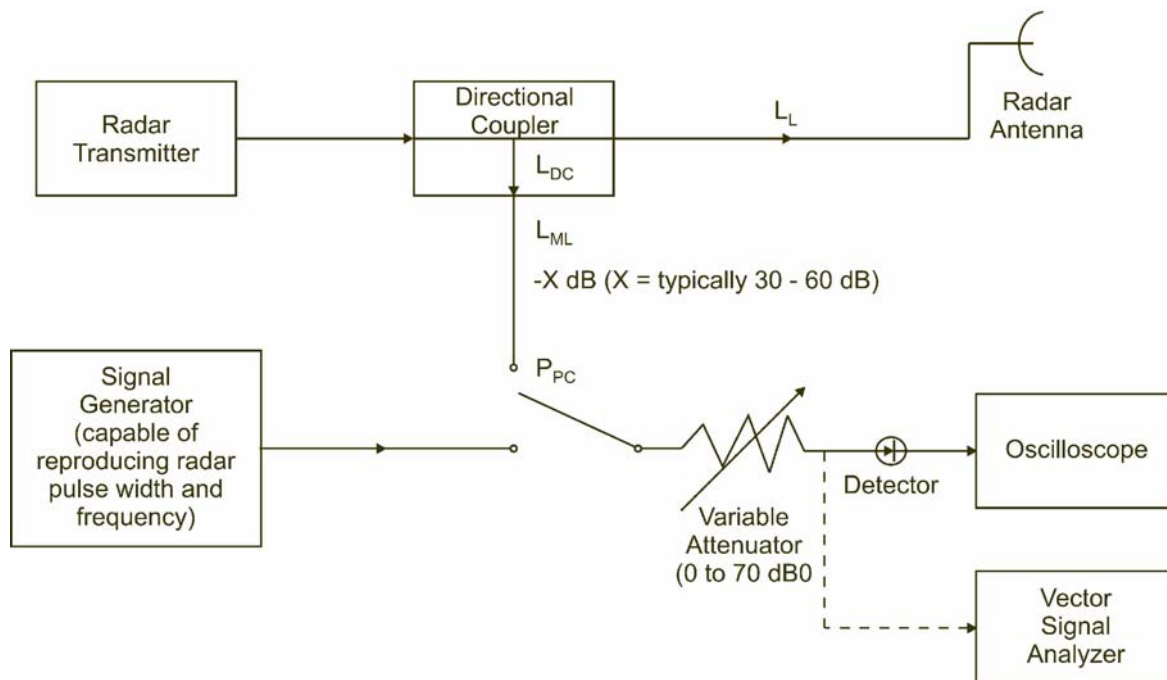 Radar
Transmitter
Directional
Coupler
L_DC
L_L
Radar
Antenna
L_ML
-X dB (X = typically 30 - 60 dB)
P_PC
Signal
Generator
(capable of
reproducing radar
pulse width and
frequency)
Variable
Attenuator
(0 to 70 dB0
Detector
Oscilloscope
Vector
Signal
Analyzer